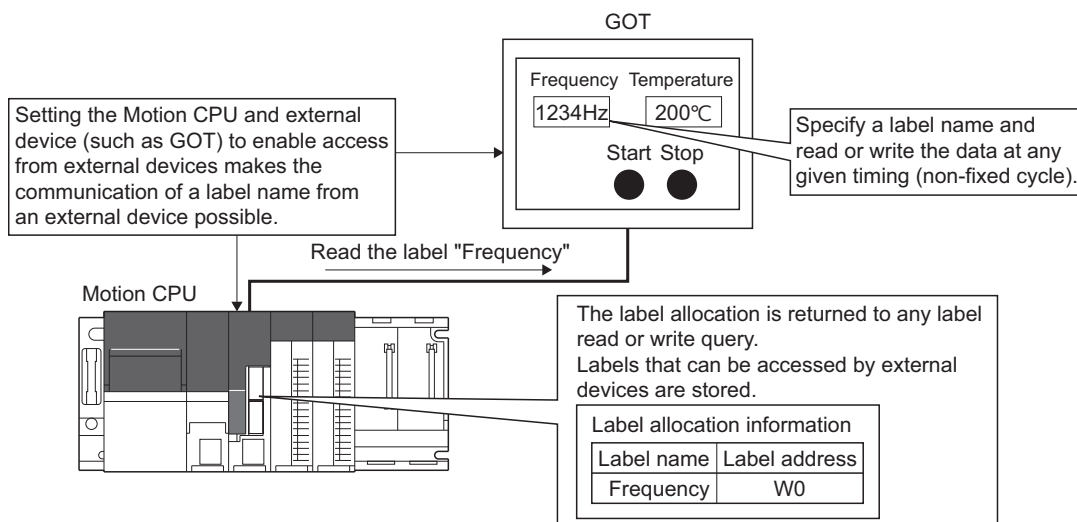 GOT
Frequency Temperature
1234Hz 200℃
Start Stop
Setting the Motion CPU and external
device (such as GOT) to enable access
from external devices makes the
communication of a label name from
an external device possible.
Specify a label name and
read or write the data at any
given timing (non-fixed cycle).
Read the label "Frequency"
Motion CPU
The label allocation is returned to any label
read or write query.
Labels that can be accessed by external
devices are stored.
Label allocation information
Label name Label address
Frequency W0